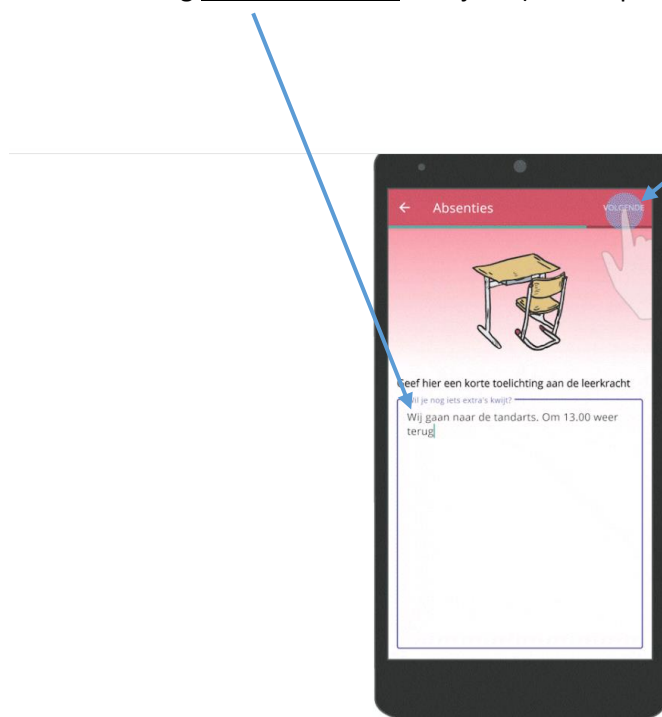 Absenties
VOLGENDE
Geef hier een korte toelichting aan de leerkracht
Wil je nog iets extra's kwijt?
Wij gaan naar de tandarts. Om 13.00 weer
terug